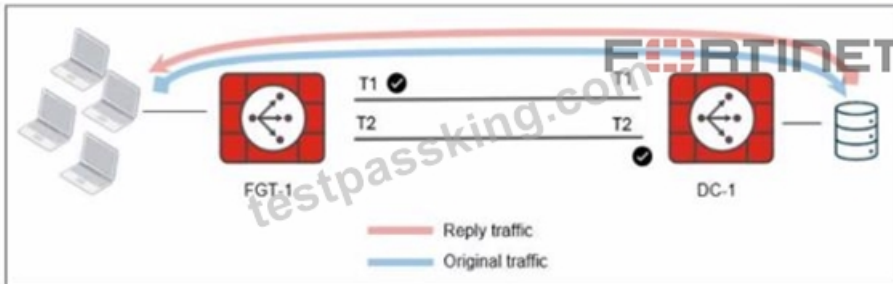 FORTINET
T1 T1
T2 T2
FGT-1 DC-1
testpassking.com
Reply traffic
Original traffic